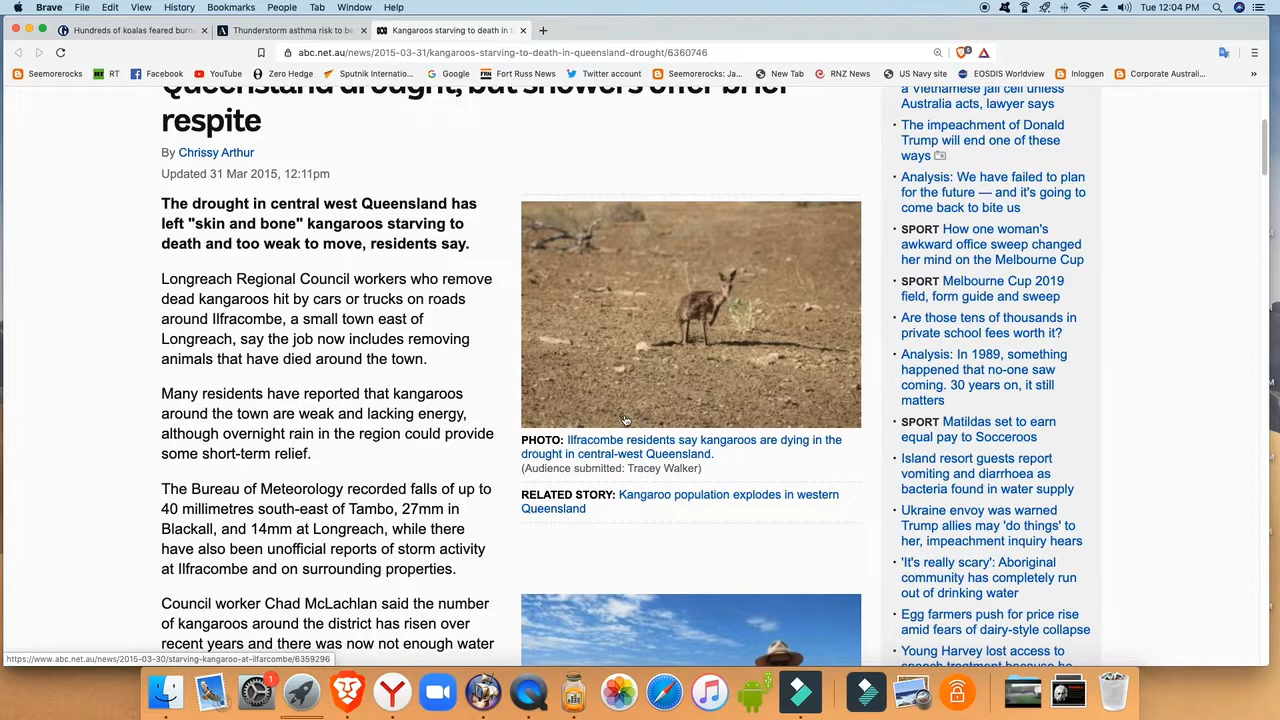 Brave File Edit View History Bookmarks People Tab Window Help
Tue 12:04 PM
Hundreds of koalas feared burn
Thunderstorm asthma risk to be
Kangaroos starving to death in
abc.net.au/news/2015-03-31/kangaroos-starving-to-death-in-queensland-drought/6360746
Seemorerocks RT Facebook YouTube Zero Hedge Sputnik Internatio... Google Fort Russ News Twitter account Seemorerocks: Ja... New Tab RNZ News US Navy site EOSDIS Worldview Inloggen Corporate Australi... »
Queensland drought, but showers offer brief
respite
By Chrissy Arthur
Updated 31 Mar 2015, 12:11pm
The drought in central west Queensland has
left "skin and bone" kangaroos starving to
death and too weak to move, residents say.
Longreach Regional Council workers who remove
dead kangaroos hit by cars or trucks on roads
around Ilfracombe, a small town east of
Longreach, say the job now includes removing
animals that have died around the town.
Many residents have reported that kangaroos
around the town are weak and lacking energy,
although overnight rain in the region could provide
some short-term relief.
The Bureau of Meteorology recorded falls of up to
40 millimetres south-east of Tambo, 27mm in
Blackall, and 14mm at Longreach, while there
have also been unofficial reports of storm activity
at Ilfracombe and on surrounding properties.
Council worker Chad McLachlan said the number
of kangaroos around the district has risen over
recent years and there was now not enough water
PHOTO: Ilfracombe residents say kangaroos are dying in the
drought in central-west Queensland.
(Audience submitted: Tracey Walker)
RELATED STORY: Kangaroo population explodes in western
Queensland
a Vietnamese jail cell unless
Australia acts, lawyer says
The impeachment of Donald
Trump will end one of these
ways
Analysis: We have failed to plan
for the future — and it's going to
come back to bite us
SPORT How one woman's
awkward office sweep changed
her mind on the Melbourne Cup
SPORT Melbourne Cup 2019
field, form guide and sweep
Are those tens of thousands in
private school fees worth it?
Analysis: In 1989, something
happened that no-one saw
coming. 30 years on, it still
matters
SPORT Matildas set to earn
equal pay to Socceroos
Island resort guests report
vomiting and diarrhoea as
bacteria found in water supply
Ukraine envoy was warned
Trump allies may 'do things' to
her, impeachment inquiry hears
'It's really scary': Aboriginal
community has completely run
out of drinking water
Egg farmers push for price rise
amid fears of dairy-style collapse
Young Harvey lost access to
speech treatment because he
https://www.abc.net.au/news/2015-03-30/starving-kangaroo-at-ilfarcombe/6359296
1